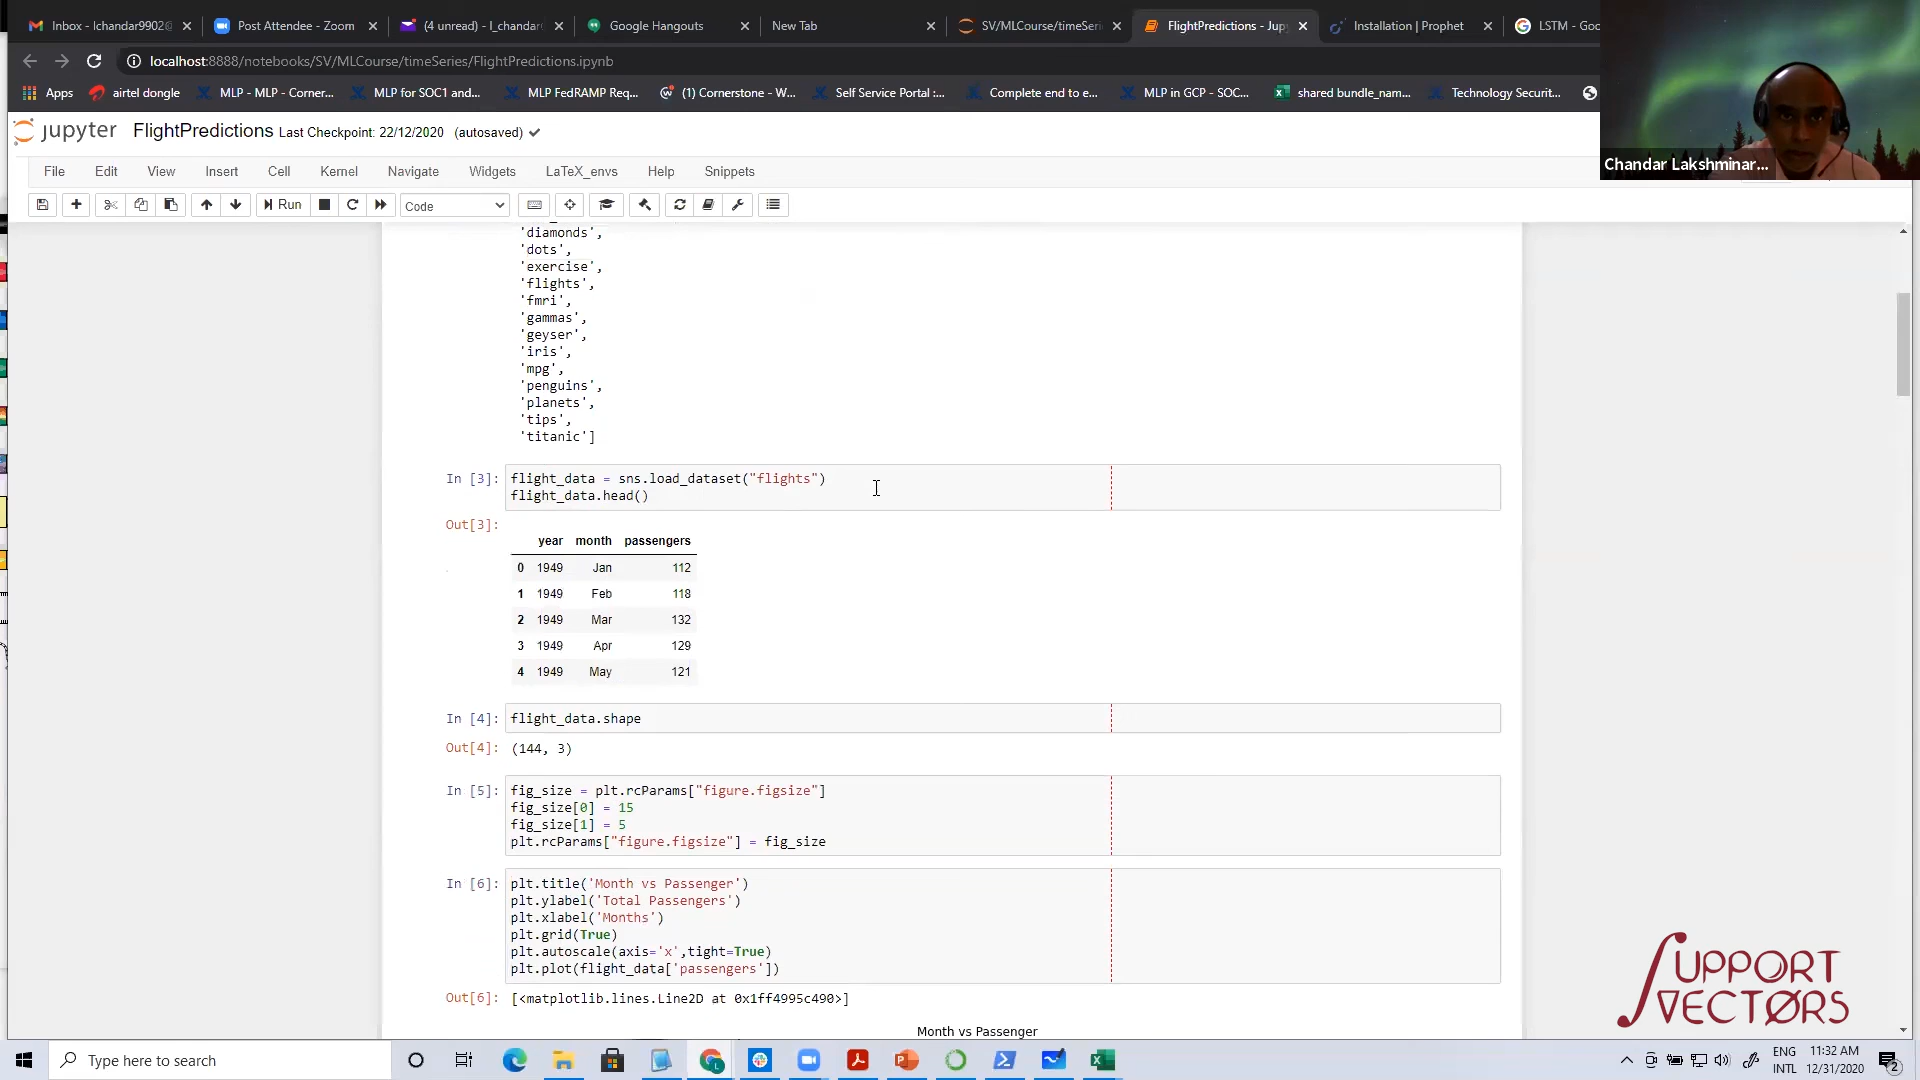 Inbox - lchandar9902@
Post Attendee - Zoom
(4 unread) - l_chandar
Google Hangouts
New Tab
SV/MLCourse/timeSeri
FlightPredictions - Jup
Installation | Prophet
LSTM - Goo
localhost:8888/notebooks/SV/MLCourse/timeSeries/FlightPredictions.ipynb
Apps
airtel dongle
MLP - MLP - Corner...
MLP for SOC1 and...
MLP FedRAMP Req...
(1) Cornerstone - W...
Self Service Portal :...
Complete end to e...
MLP in GCP - SOC...
shared bundle_nam...
Technology Securit...
jupyter FlightPredictions Last Checkpoint: 22/12/2020 (autosaved)
Chandar Lakshminar...
File Edit View Insert Cell Kernel Navigate Widgets LaTeX_envs Help Snippets
Run
Code
'diamonds',
'dots',
'exercise',
'flights',
'fmri',
'gammas',
'geyser',
'iris',
'mpg',
'penguins',
'planets',
'tips',
'titanic']
In [3]: flight_data = sns.load_dataset("flights")
flight_data.head()
Out[3]:
year month passengers
0 1949 Jan 112
1 1949 Feb 118
2 1949 Mar 132
3 1949 Apr 129
4 1949 May 121
In [4]: flight_data.shape
Out[4]: (144, 3)
In [5]: fig_size = plt.rcParams["figure.figsize"]
fig_size[0] = 15
fig_size[1] = 5
plt.rcParams["figure.figsize"] = fig_size
In [6]: plt.title('Month vs Passenger')
plt.ylabel('Total Passengers')
plt.xlabel('Months')
plt.grid(True)
plt.autoscale(axis='x',tight=True)
plt.plot(flight_data['passengers'])
Out[6]: [<matplotlib.lines.Line2D at 0x1ff4995c490>]
Month vs Passenger
SUPPORT
VECTORS
Type here to search
ENG
INTL
11:32 AM
12/31/2020
2